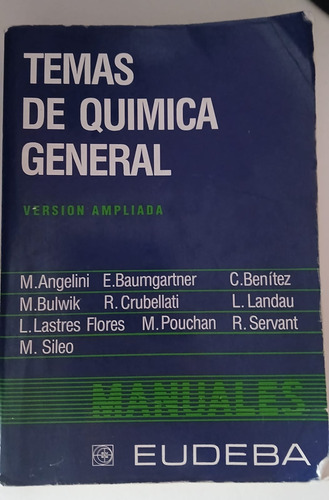 TEMAS
DE QUIMICA
GENERAL
VERSION AMPLIADA
M.Angelini E.Baumgartner C.Benítez
M.Bulwik R.Crubellati L.Landau
L.Lastres Flores M.Pouchan R.Servant
M. Sileo
MANUALES
EUDEBA